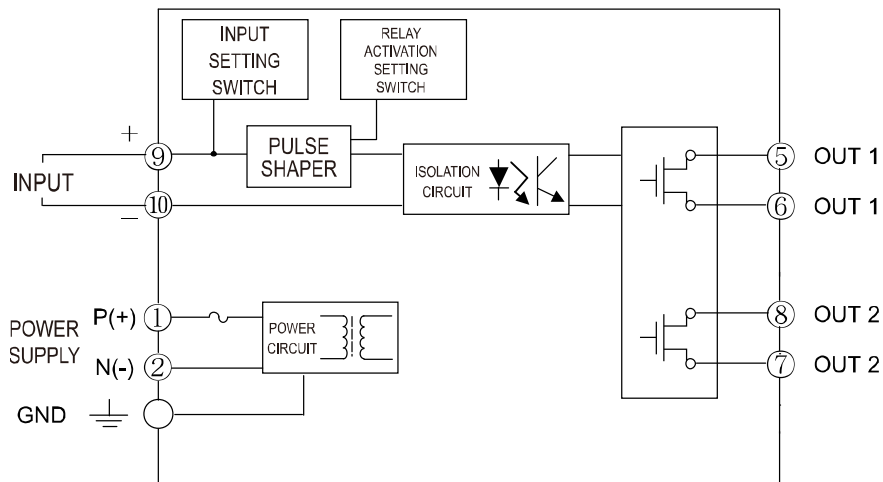 INPUT
SETTING
SWITCH
RELAY
ACTIVATION
SETTING
SWITCH
+
9
PULSE
SHAPER
ISOLATION
CIRCUIT
5 OUT 1
INPUT
−
10
6 OUT 1
POWER
SUPPLY
P(+) 1
N(-) 2
POWER
CIRCUIT
8 OUT 2
7 OUT 2
GND